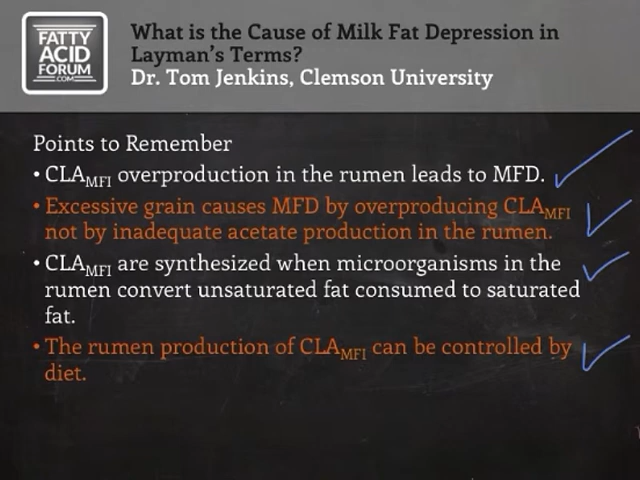 FATTY
ACID
FORUM
.COM
What is the Cause of Milk Fat Depression in
Layman's Terms?
Dr. Tom Jenkins, Clemson University
Points to Remember
• CLAMFI overproduction in the rumen leads to MFD.
• Excessive grain causes MFD by overproducing CLAMFI
not by inadequate acetate production in the rumen.
• CLAMFI are synthesized when microorganisms in the
rumen convert unsaturated fat consumed to saturated
fat.
• The rumen production of CLAMFI can be controlled by
diet.